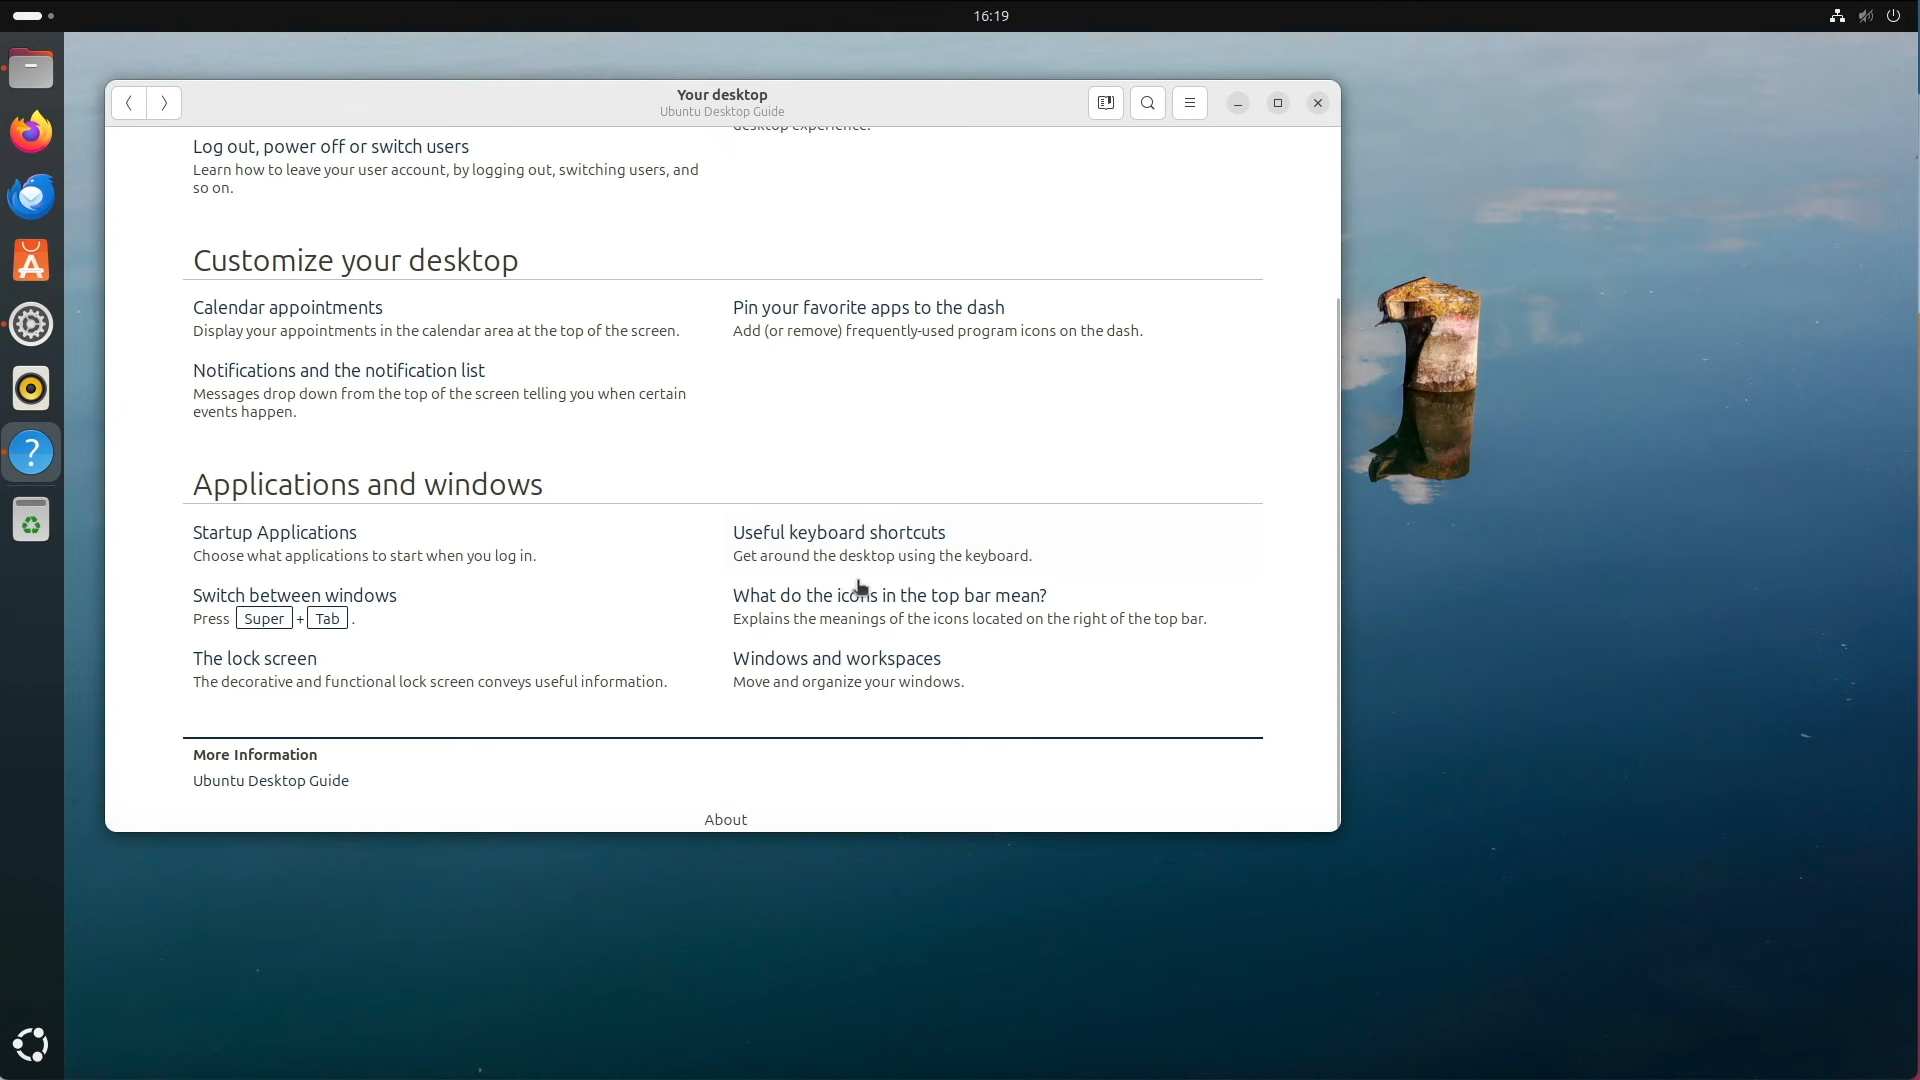 16:19
Your desktop
Ubuntu Desktop Guide
desktop experience.
Log out, power off or switch users
Learn how to leave your user account, by logging out, switching users, and
so on.
Customize your desktop
Calendar appointments
Display your appointments in the calendar area at the top of the screen.
Pin your favorite apps to the dash
Add (or remove) frequently-used program icons on the dash.
Notifications and the notification list
Messages drop down from the top of the screen telling you when certain
events happen.
Applications and windows
Startup Applications
Choose what applications to start when you log in.
Useful keyboard shortcuts
Get around the desktop using the keyboard.
Switch between windows
Press Super + Tab .
What do the icons in the top bar mean?
Explains the meanings of the icons located on the right of the top bar.
The lock screen
The decorative and functional lock screen conveys useful information.
Windows and workspaces
Move and organize your windows.
More Information
Ubuntu Desktop Guide
About